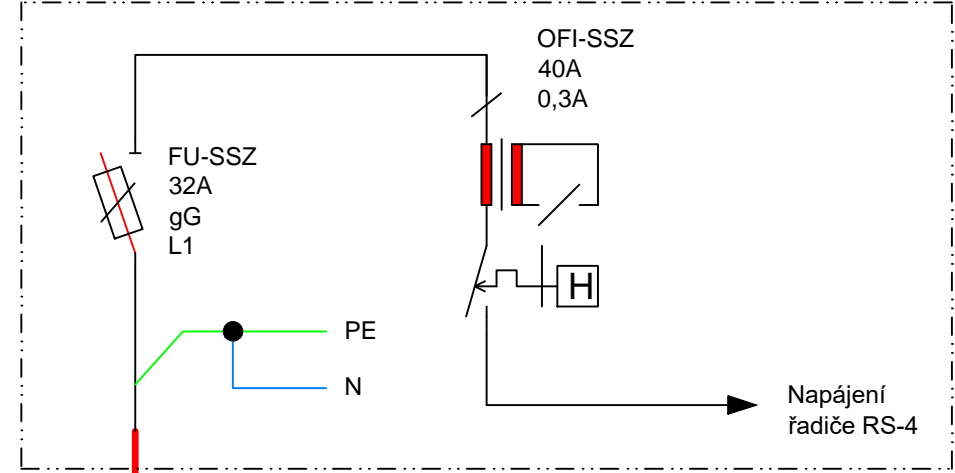 OFI-SSZ
40A
0,3A
FU-SSZ
32A
gG
L1
H
PE
N
Napájení
řadiče RS-4